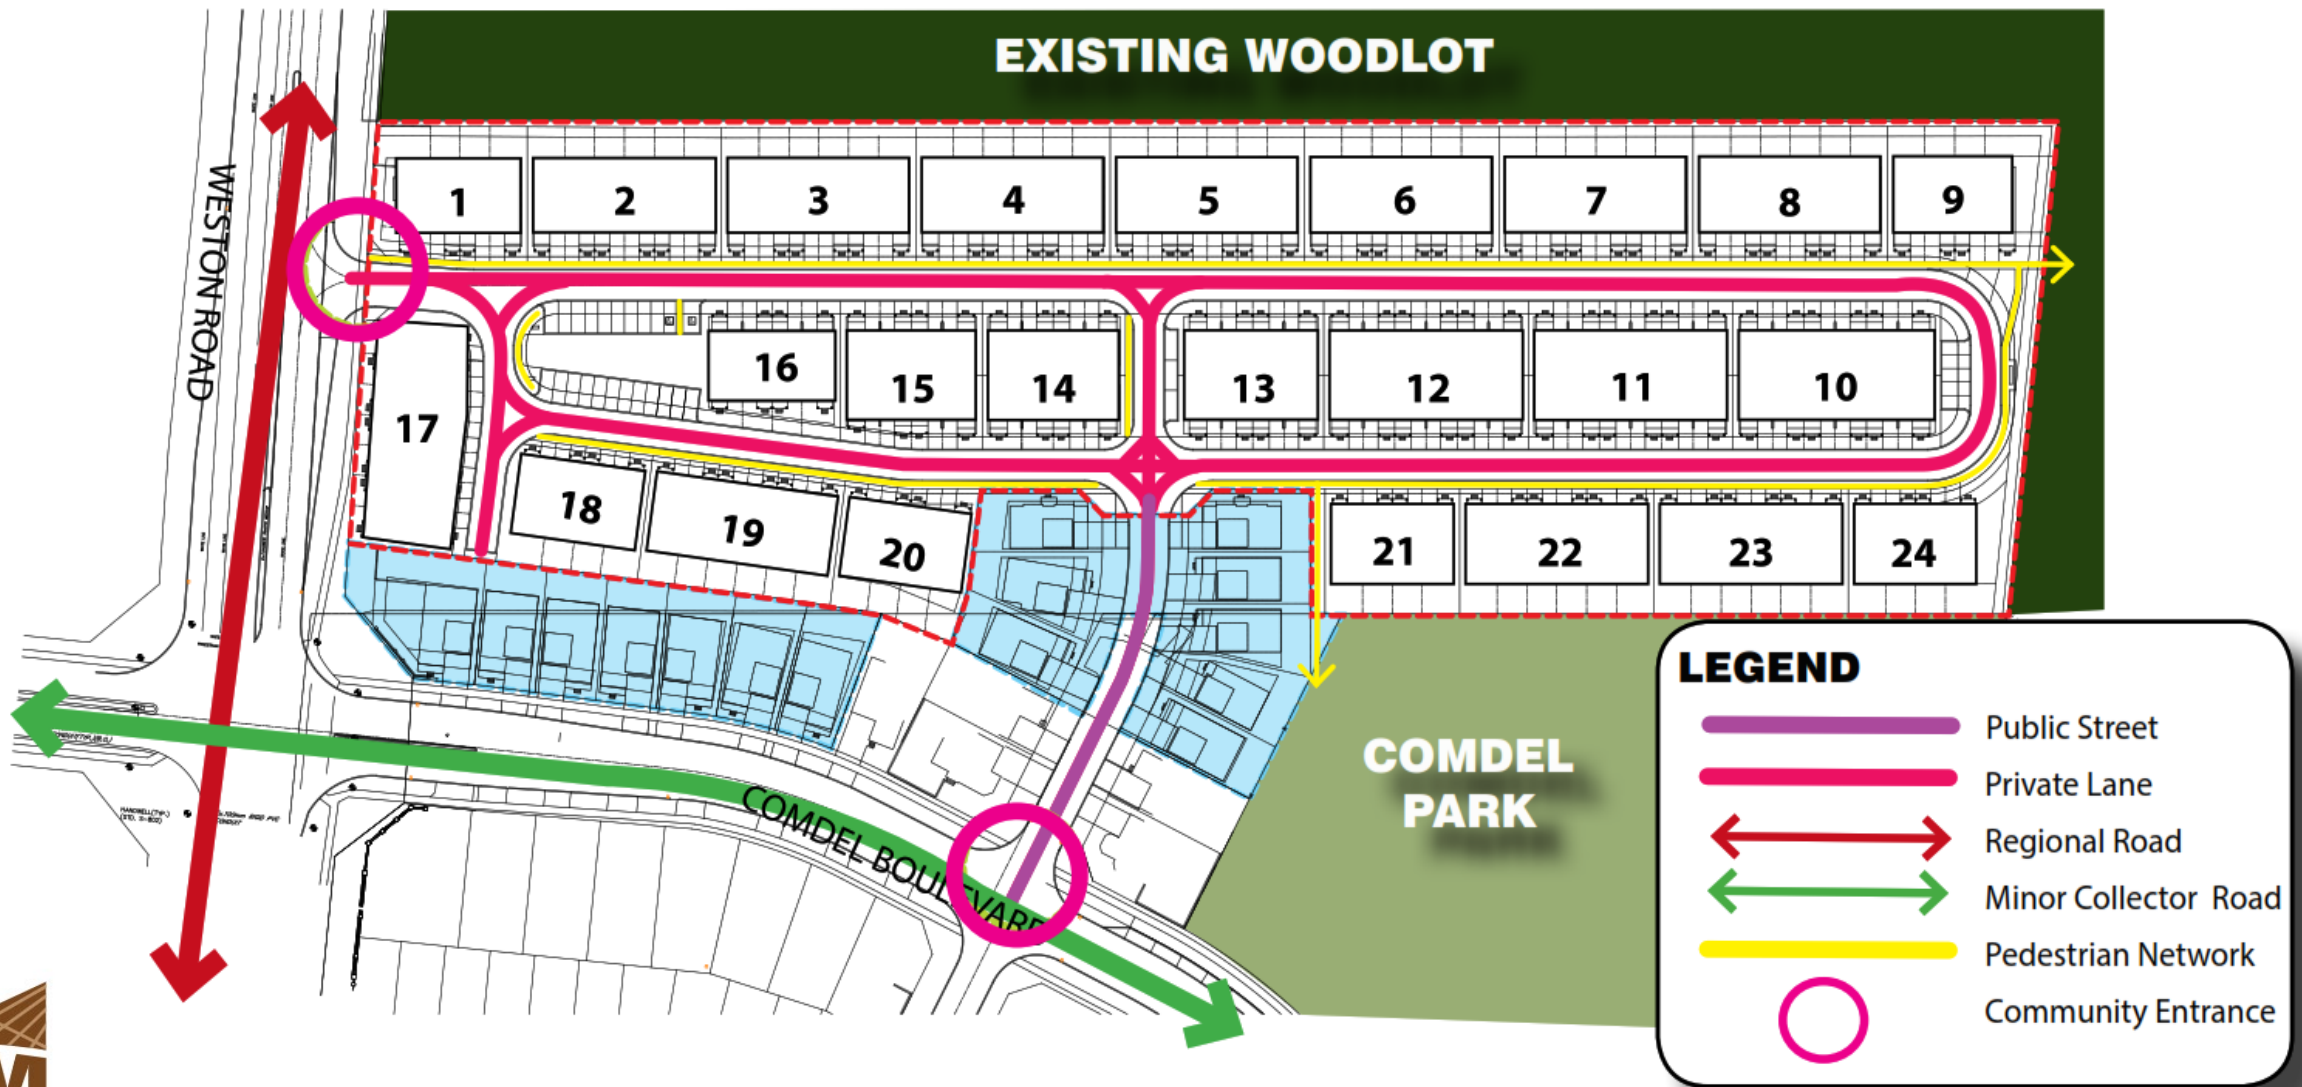 EXISTING WOODLOT
WESTON ROAD
1
2
3
4
5
6
7
8
9
16
15
14
13
12
11
10
17
18
19
20
21
22
23
24
COMDEL BOULEVARD
COMDEL
PARK
LEGEND
Public Street
Private Lane
Regional Road
Minor Collector Road
Pedestrian Network
Community Entrance